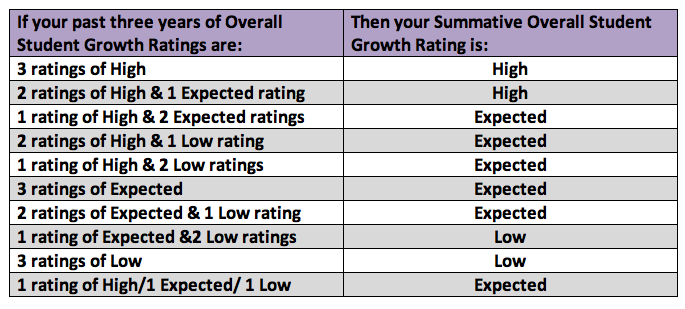 If your past three years of Overall Student Growth Ratings are: Then your Summative Overall Student Growth Rating is:
3 ratings of High High
2 ratings of High & 1 Expected rating High
1 rating of High & 2 Expected ratings Expected
2 ratings of High & 1 Low rating Expected
1 rating of High & 2 Low ratings Expected
3 ratings of Expected Expected
2 ratings of Expected & 1 Low rating Expected
1 rating of Expected &2 Low ratings Low
3 ratings of Low Low
1 rating of High/1 Expected/ 1 Low Expected